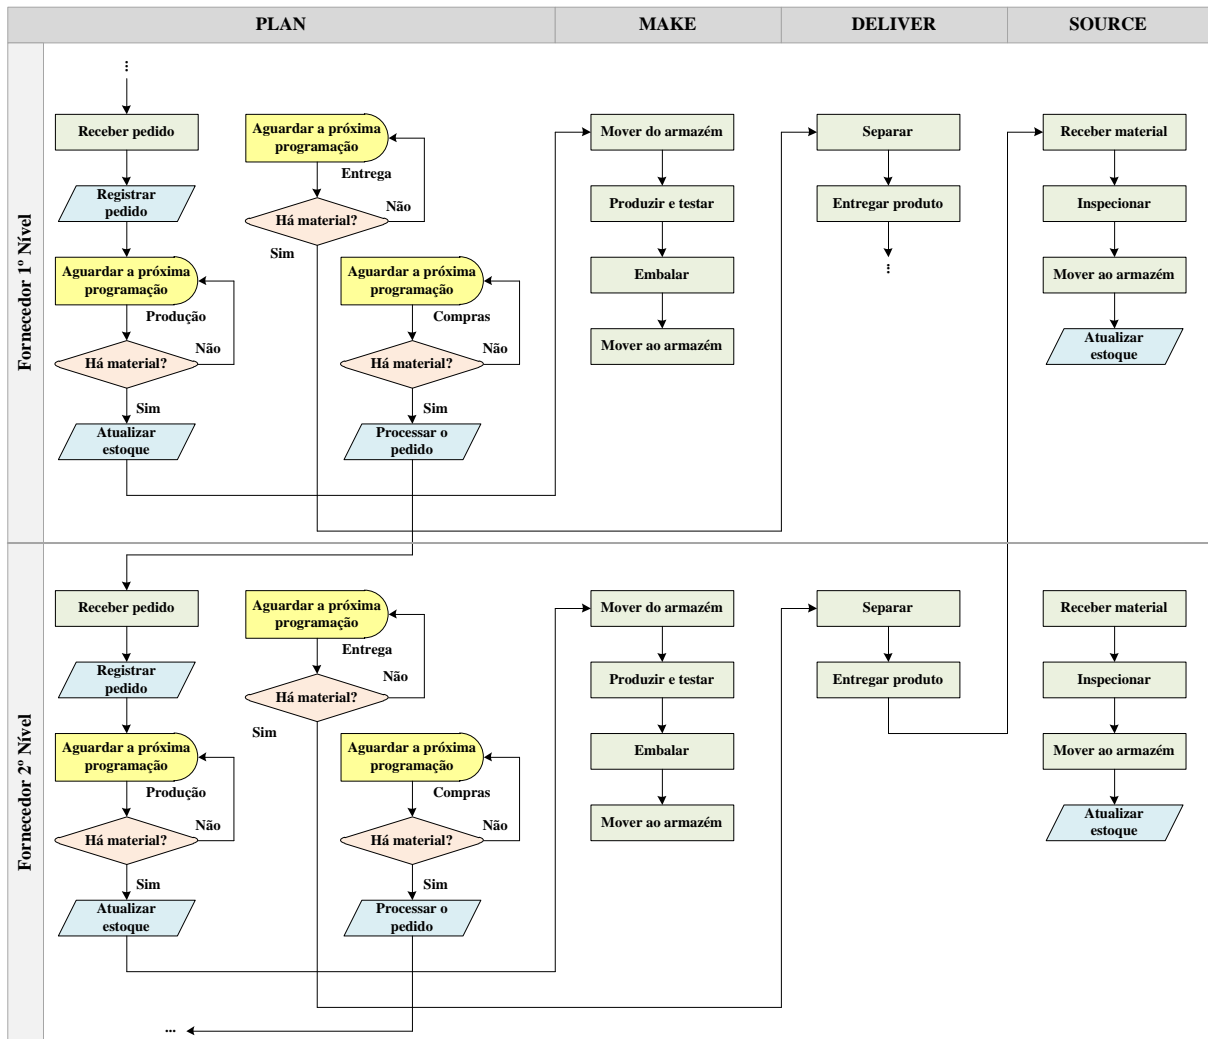 PLAN
MAKE
DELIVER
SOURCE
Fornecedor 1º Nível
...
Receber pedido
Registrar
pedido
Aguardar a próxima
programação
Produção
Há material?
Não
Sim
Atualizar
estoque
Aguardar a próxima
programação
Entrega
Há material?
Não
Sim
Aguardar a próxima
programação
Compras
Há material?
Não
Sim
Processar o
pedido
Mover do armazém
Produzir e testar
Embalar
Mover ao armazém
Separar
Entregar produto
...
Receber material
Inspecionar
Mover ao armazém
Atualizar
estoque
Fornecedor 2º Nível
Receber pedido
Registrar
pedido
Aguardar a próxima
programação
Produção
Há material?
Não
Sim
Atualizar
estoque
Aguardar a próxima
programação
Entrega
Há material?
Não
Sim
Aguardar a próxima
programação
Compras
Há material?
Não
Sim
Processar o
pedido
...
Mover do armazém
Produzir e testar
Embalar
Mover ao armazém
Separar
Entregar produto
Receber material
Inspecionar
Mover ao armazém
Atualizar
estoque